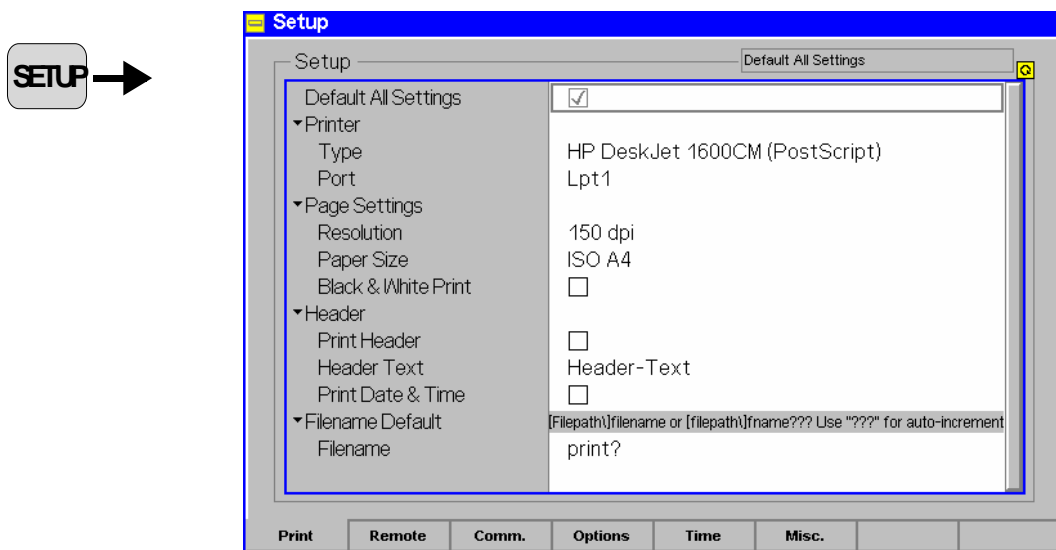 Setup
SETUP
Setup
Default All Settings
Default All Settings
Printer
Type HP DeskJet 1600CM (PostScript)
Port Lpt1
Page Settings
Resolution 150 dpi
Paper Size ISO A4
Black & White Print
Header
Print Header
Header Text Header-Text
Print Date & Time
Filename Default [Filepath\]filename or [filepath\]fname??? Use "???" for auto-increment
Filename print?
Print Remote Comm. Options Time Misc.